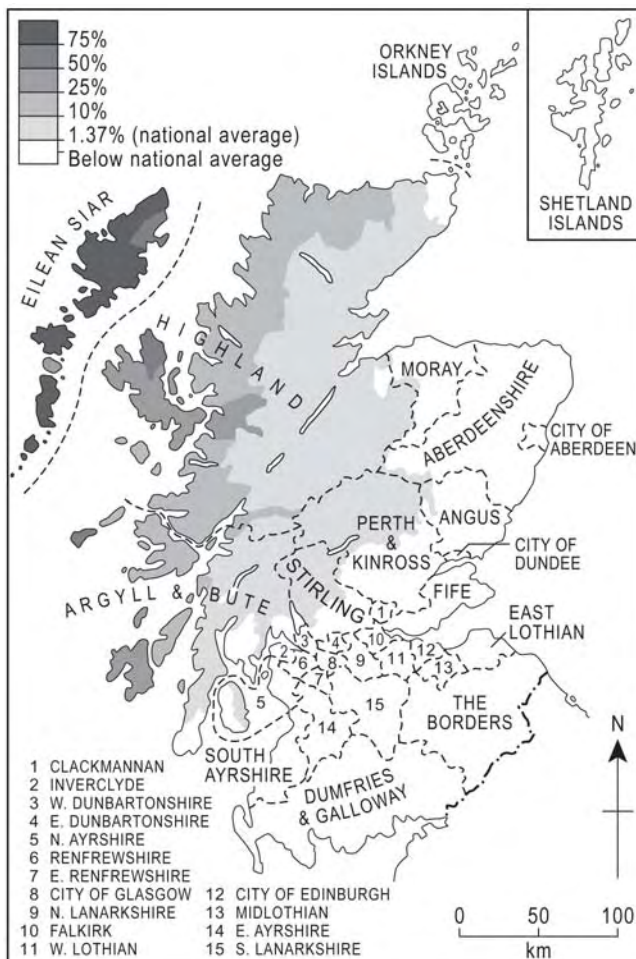 75%
50%
25%
10%
1.37% (national average)
Below national average
ORKNEY
ISLANDS
SHETLAND
ISLANDS
EILEAN SIAR
HIGHLAND
MORAY
ABERDEENSHIRE
CITY OF
ABERDEEN
PERTH
&
KINROSS
ANGUS
CITY OF
DUNDEE
STIRLING
FIFE
ARGYLL & BUTE
EAST
LOTHIAN
1
2
3
4
10
12
6
8
9
11
13
7
5
15
14
THE
BORDERS
SOUTH
AYRSHIRE
DUMFRIES
& GALLOWAY
N
1 CLACKMANNAN
2 INVERCLYDE
3 W. DUNBARTONSHIRE
4 E. DUNBARTONSHIRE
5 N. AYRSHIRE
6 RENFREWSHIRE
7 E. RENFREWSHIRE
8 CITY OF GLASGOW
9 N. LANARKSHIRE
10 FALKIRK
11 W. LOTHIAN
12 CITY OF EDINBURGH
13 MIDLOTHIAN
14 E. AYRSHIRE
15 S. LANARKSHIRE
0 50 100
km